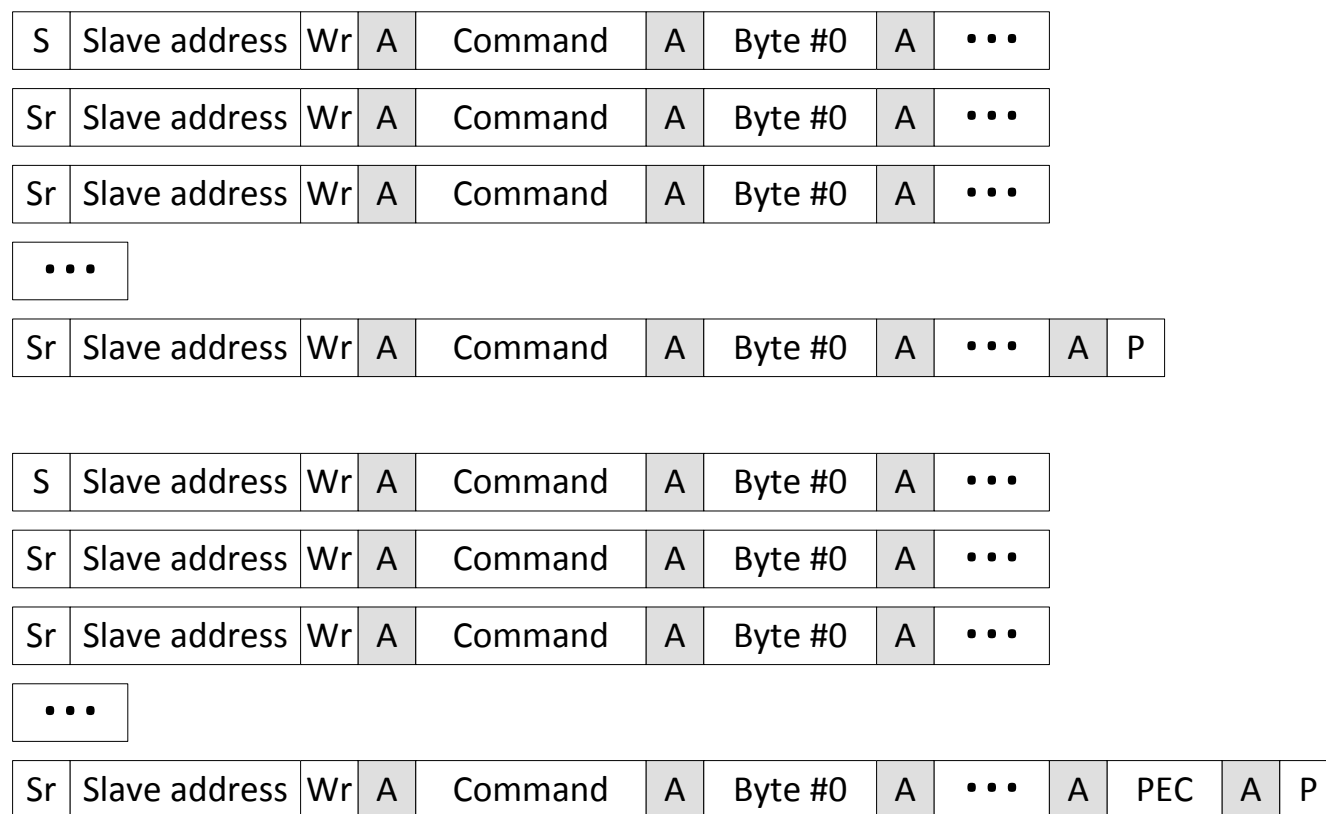 S Slave address Wr A Command A Byte #0 A •••
Sr Slave address Wr A Command A Byte #0 A •••
Sr Slave address Wr A Command A Byte #0 A •••
•••
Sr Slave address Wr A Command A Byte #0 A ••• A P
S Slave address Wr A Command A Byte #0 A •••
Sr Slave address Wr A Command A Byte #0 A •••
Sr Slave address Wr A Command A Byte #0 A •••
•••
Sr Slave address Wr A Command A Byte #0 A ••• A PEC A P